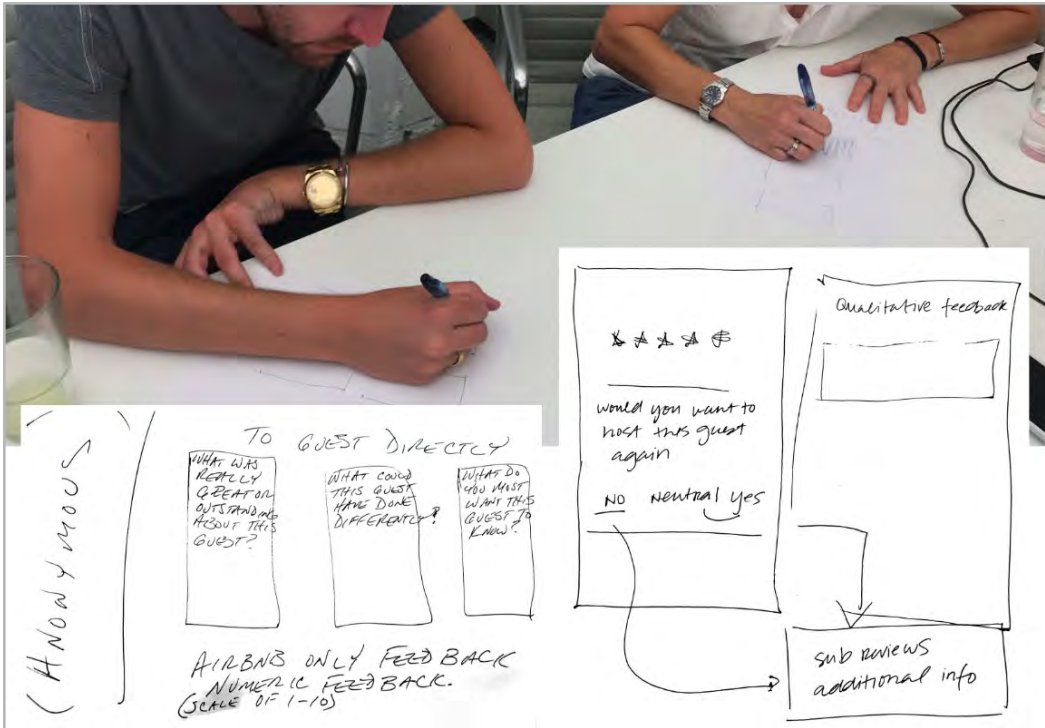 (ANONYMOUS)
TO GUEST DIRECTLY
WHAT WAS
REALLY
GREAT OR
OUTSTANDING
ABOUT THIS
GUEST?
WHAT COULD
THIS GUEST
HAVE DONE
DIFFERENTLY?
WHAT DO
YOU MOST
WANT THIS
GUEST TO
KNOW?
AIRBNB ONLY FEEDBACK
NUMERIC FEEDBACK.
(SCALE OF 1-10)
would you want to
host this guest
again
NO neutral yes
Qualitative feedback
sub reviews
additional info